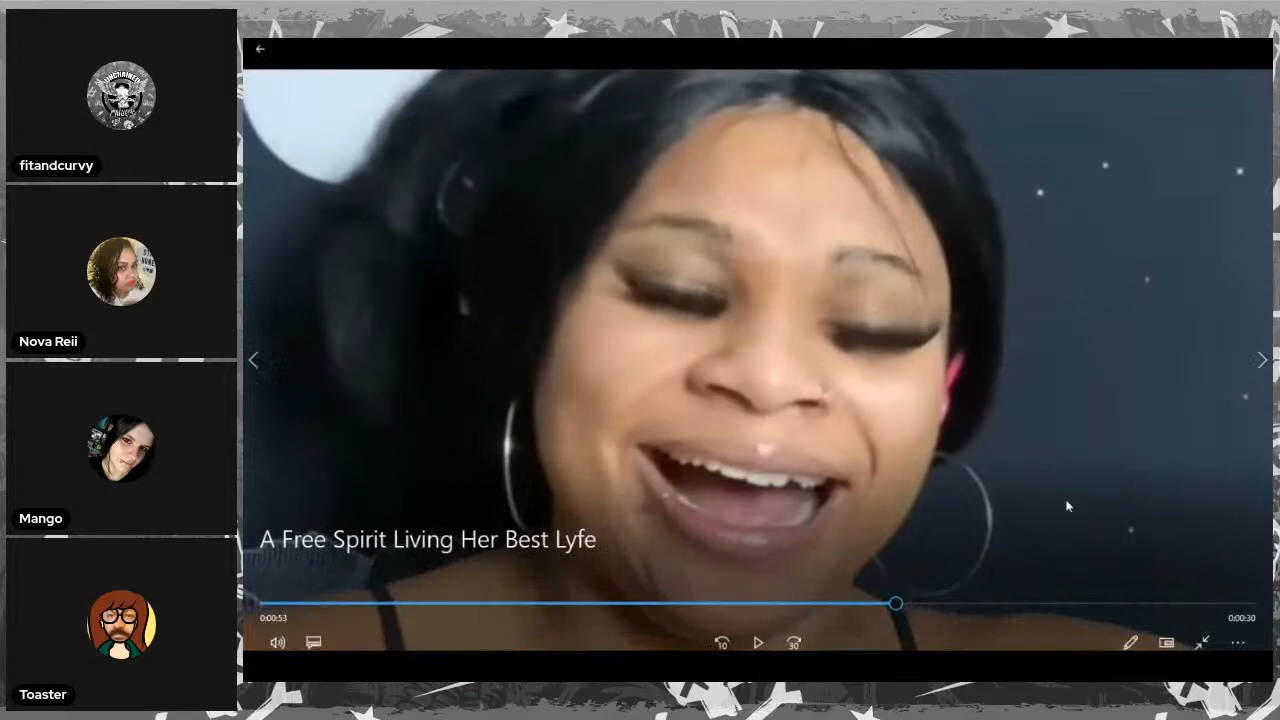 UNCHAINED
fitandcurvy
Nova Reii
Mango
Toaster
A Free Spirit Living Her Best Lyfe
0:00:53
0:00:30
10
30